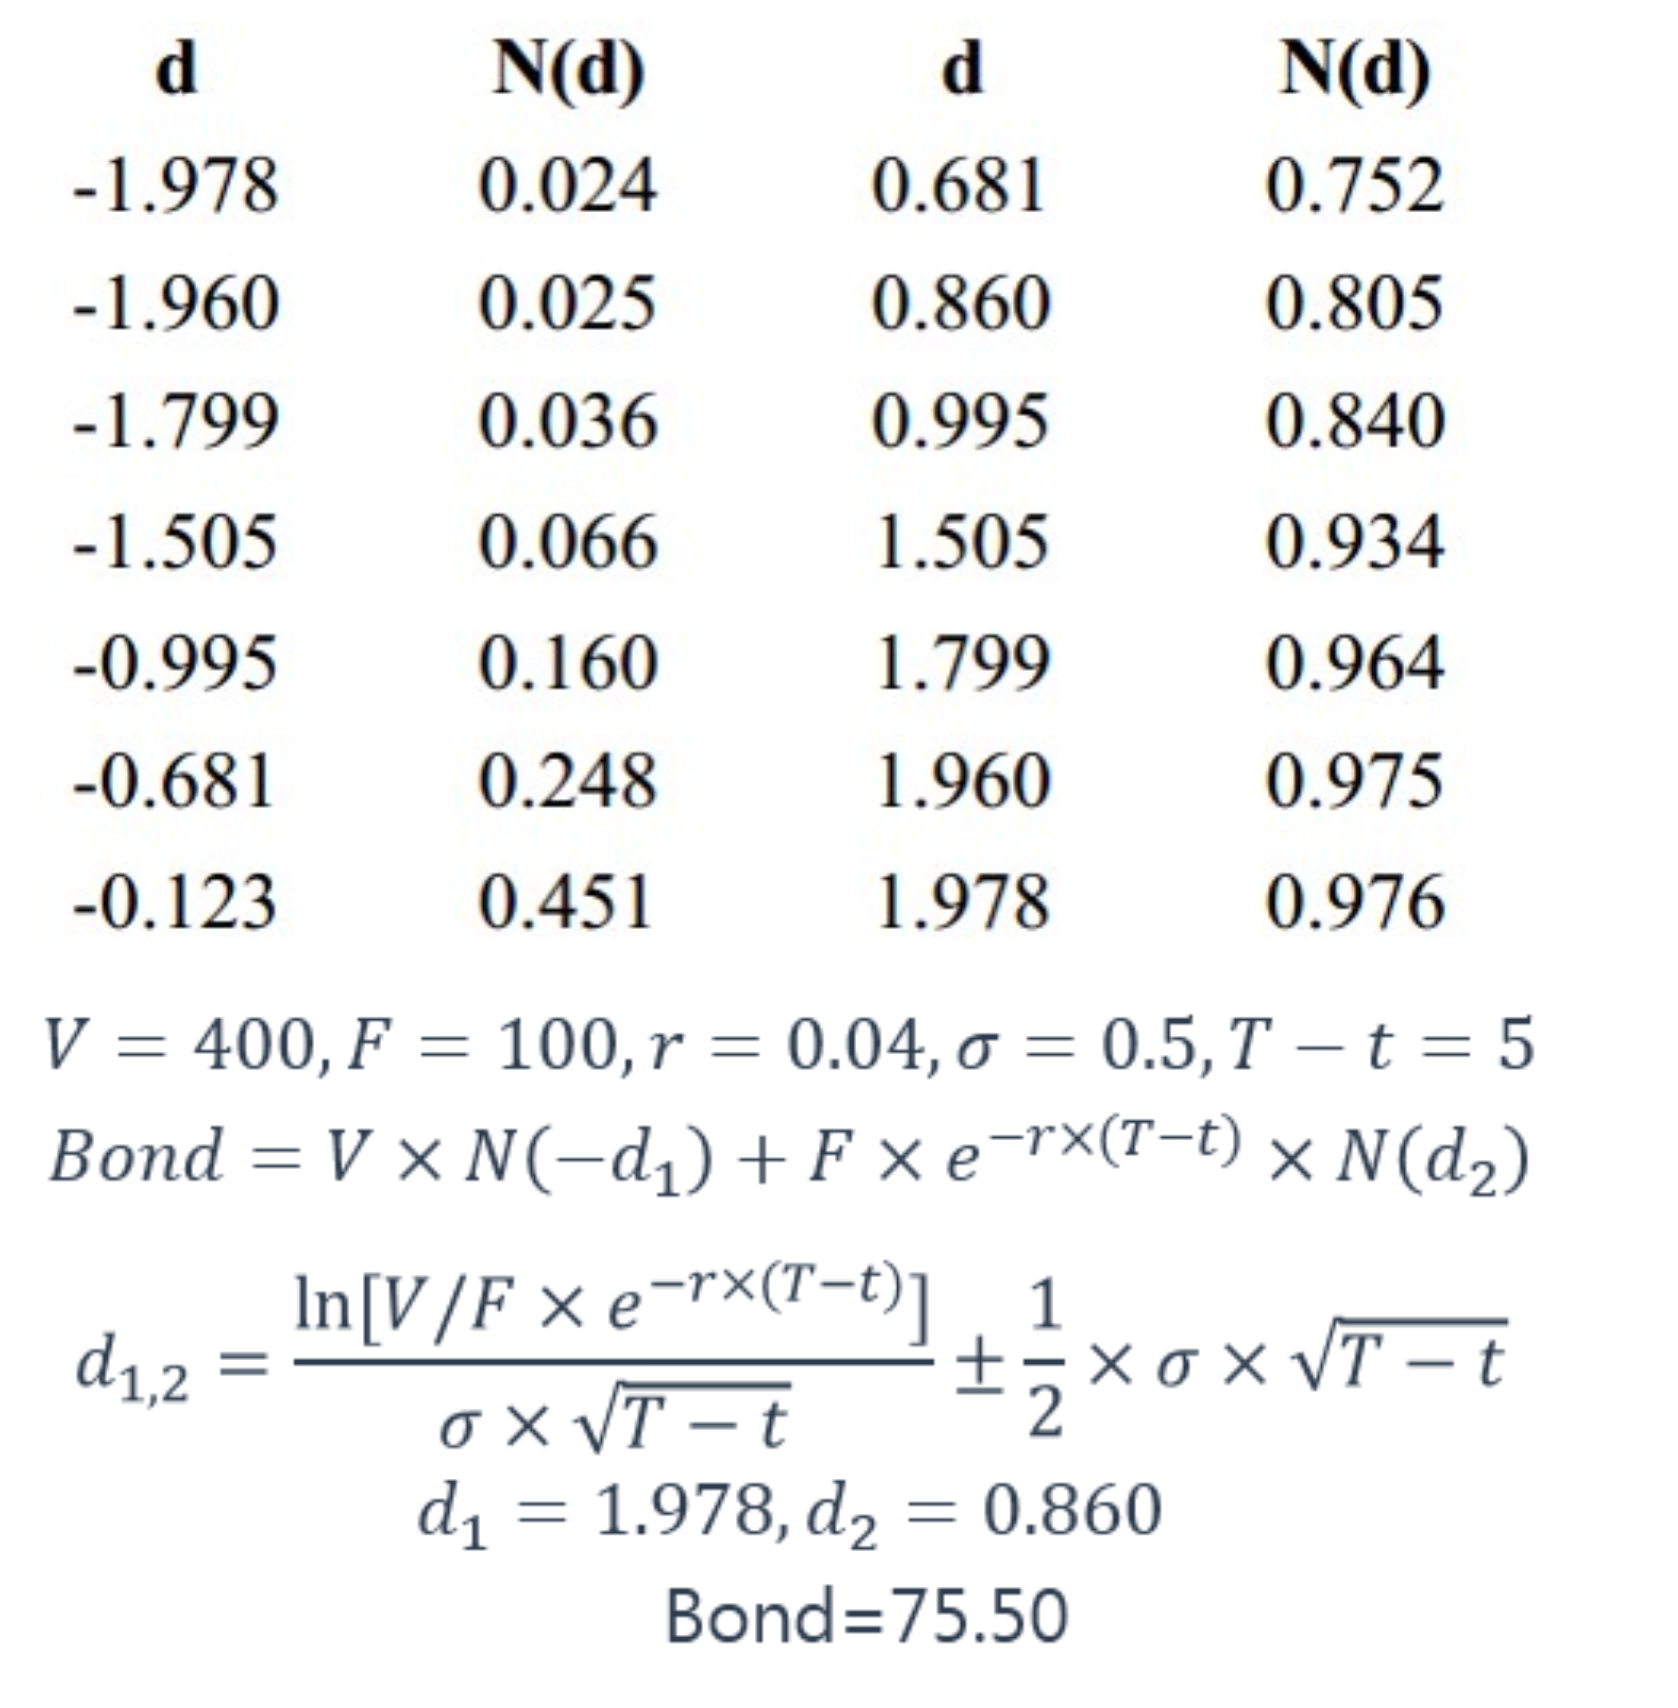 d N(d) d N(d)
-1.978 0.024 0.681 0.752
-1.960 0.025 0.860 0.805
-1.799 0.036 0.995 0.840
-1.505 0.066 1.505 0.934
-0.995 0.160 1.799 0.964
-0.681 0.248 1.960 0.975
-0.123 0.451 1.978 0.976
V = 400, F = 100, r = 0.04, σ = 0.5, T − t = 5
Bond = V × N(−d₁) + F × e^{−r×(T−t)} × N(d₂)
d₁,₂ = ln[V/F × e^{−r×(T−t)}] / (σ × √(T − t)) ± 1/2 × σ × √(T − t)
d₁ = 1.978, d₂ = 0.860
Bond=75.50